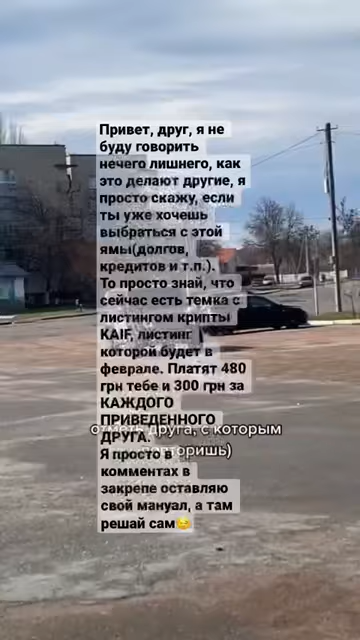 Привет, друг, я не
буду говорить
нечего лишнего, как
это делают другие, я
просто скажу, если
ты уже хочешь
выбраться с этой
ямы(долгов,
кредитов и т.п.).
То просто знай, что
сейчас есть темка с
листингом крипты
KAIF, листинг
которой будет в
феврале. Платят 480
грн тебе и 300 грн за
КАЖДОГО
ПРИВЕДЕННОГО
ДРУГА.
друга, с которым
Я просто в
комментах в
закрепе оставляю
свой мануал, а там
решай сам😔